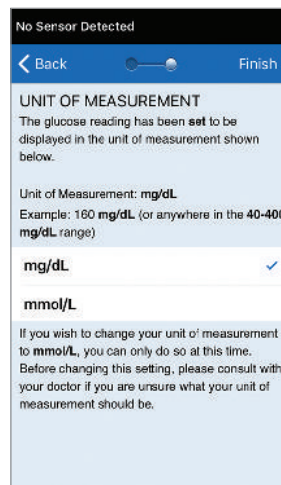 No Sensor Detected
Back Finish
UNIT OF MEASUREMENT
The glucose reading has been set to be
displayed in the unit of measurement shown
below.
Unit of Measurement: mg/dL
Example: 160 mg/dL (or anywhere in the 40-400
mg/dL range)
mg/dL
mmol/L
If you wish to change your unit of measurement
to mmol/L, you can only do so at this time.
Before changing this setting, please consult with
your doctor if you are unsure what your unit of
measurement should be.